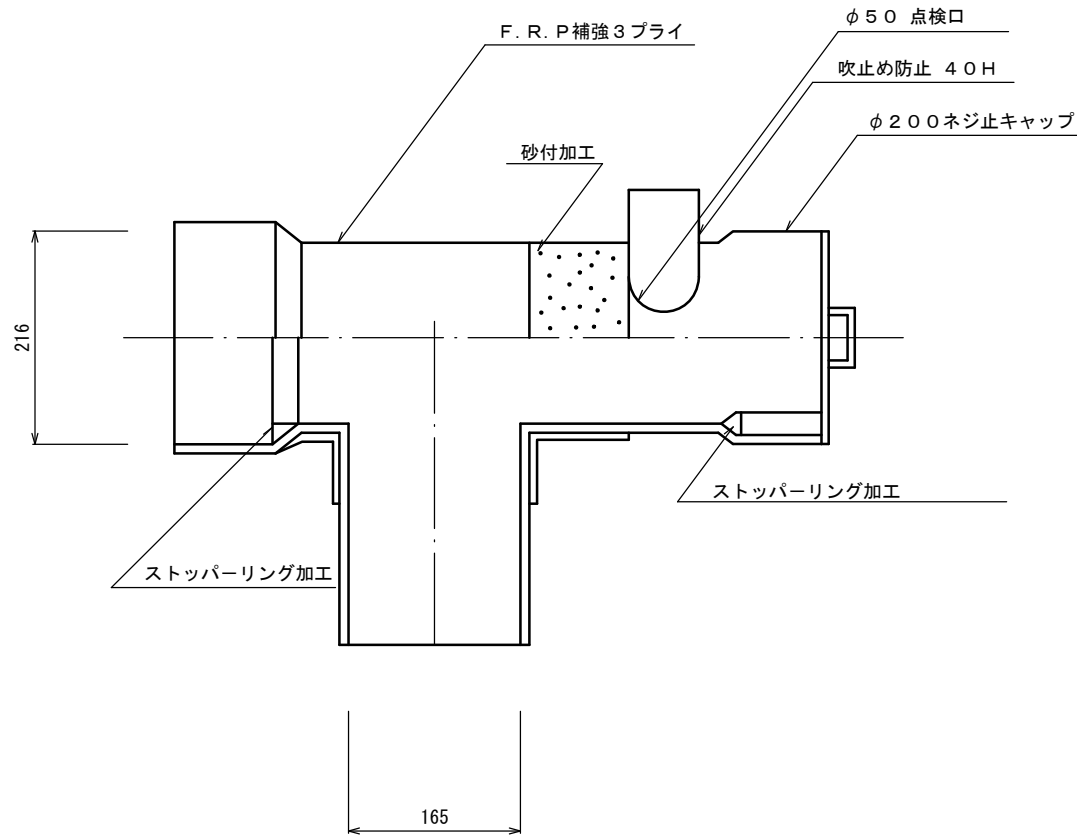 φ50 点検口
F.R.P補強3プライ
吹止め防止 40H
φ200ネジ止キャップ
砂付加工
216
ストッパーリング加工
ストッパーリング加工
165